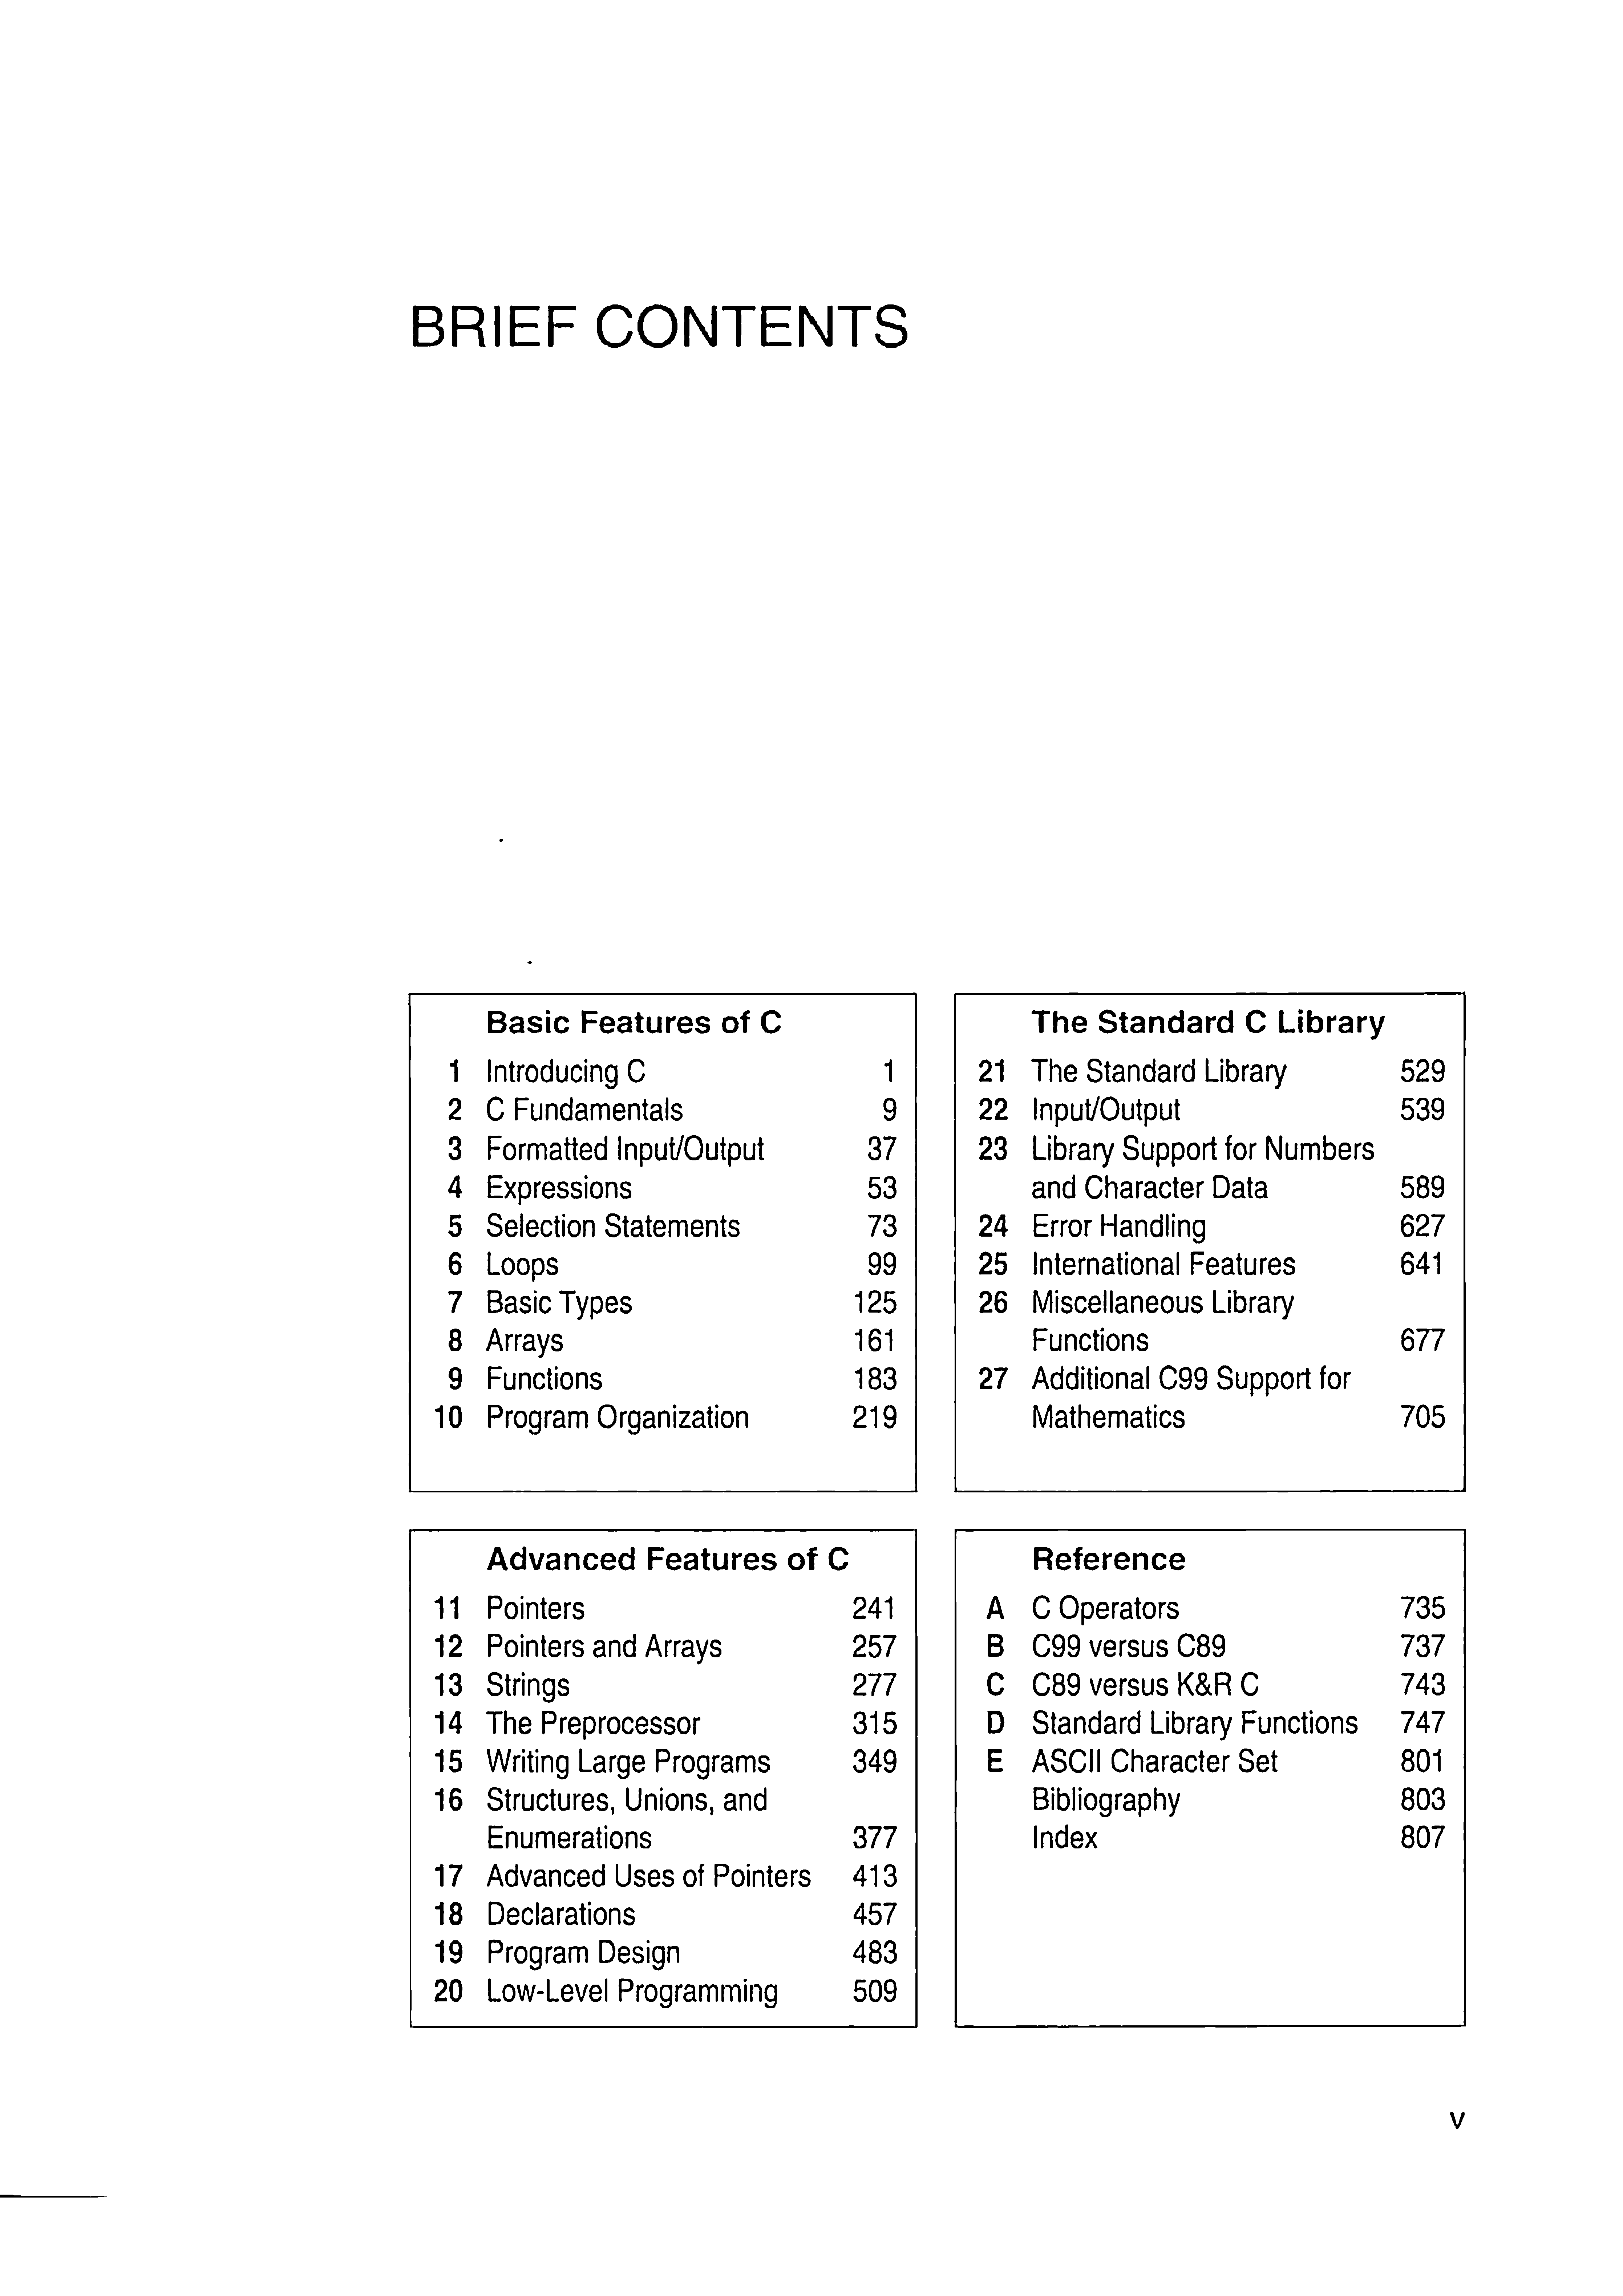 BRIEF CONTENTS
Basic Features of C
1 Introducing C 1
2 C Fundamentals 9
3 Formatted Input/Output 37
4 Expressions 53
5 Selection Statements 73
6 Loops 99
7 Basic Types 125
8 Arrays 161
9 Functions 183
10 Program Organization 219
Advanced Features of C
11 Pointers 241
12 Pointers and Arrays 257
13 Strings 277
14 The Preprocessor 315
15 Writing Large Programs 349
16 Structures, Unions, and
Enumerations 377
17 Advanced Uses of Pointers 413
18 Declarations 457
19 Program Design 483
20 Low-Level Programming 509
The Standard C Library
21 The Standard Library 529
22 Input/Output 539
23 Library Support for Numbers
and Character Data 589
24 Error Handling 627
25 International Features 641
26 Miscellaneous Library
Functions 677
27 Additional C99 Support for
Mathematics 705
Reference
A C Operators 735
B C99 versus C89 737
C C89 versus K&R C 743
D Standard Library Functions 747
E ASCII Character Set 801
Bibliography 803
Index 807
v